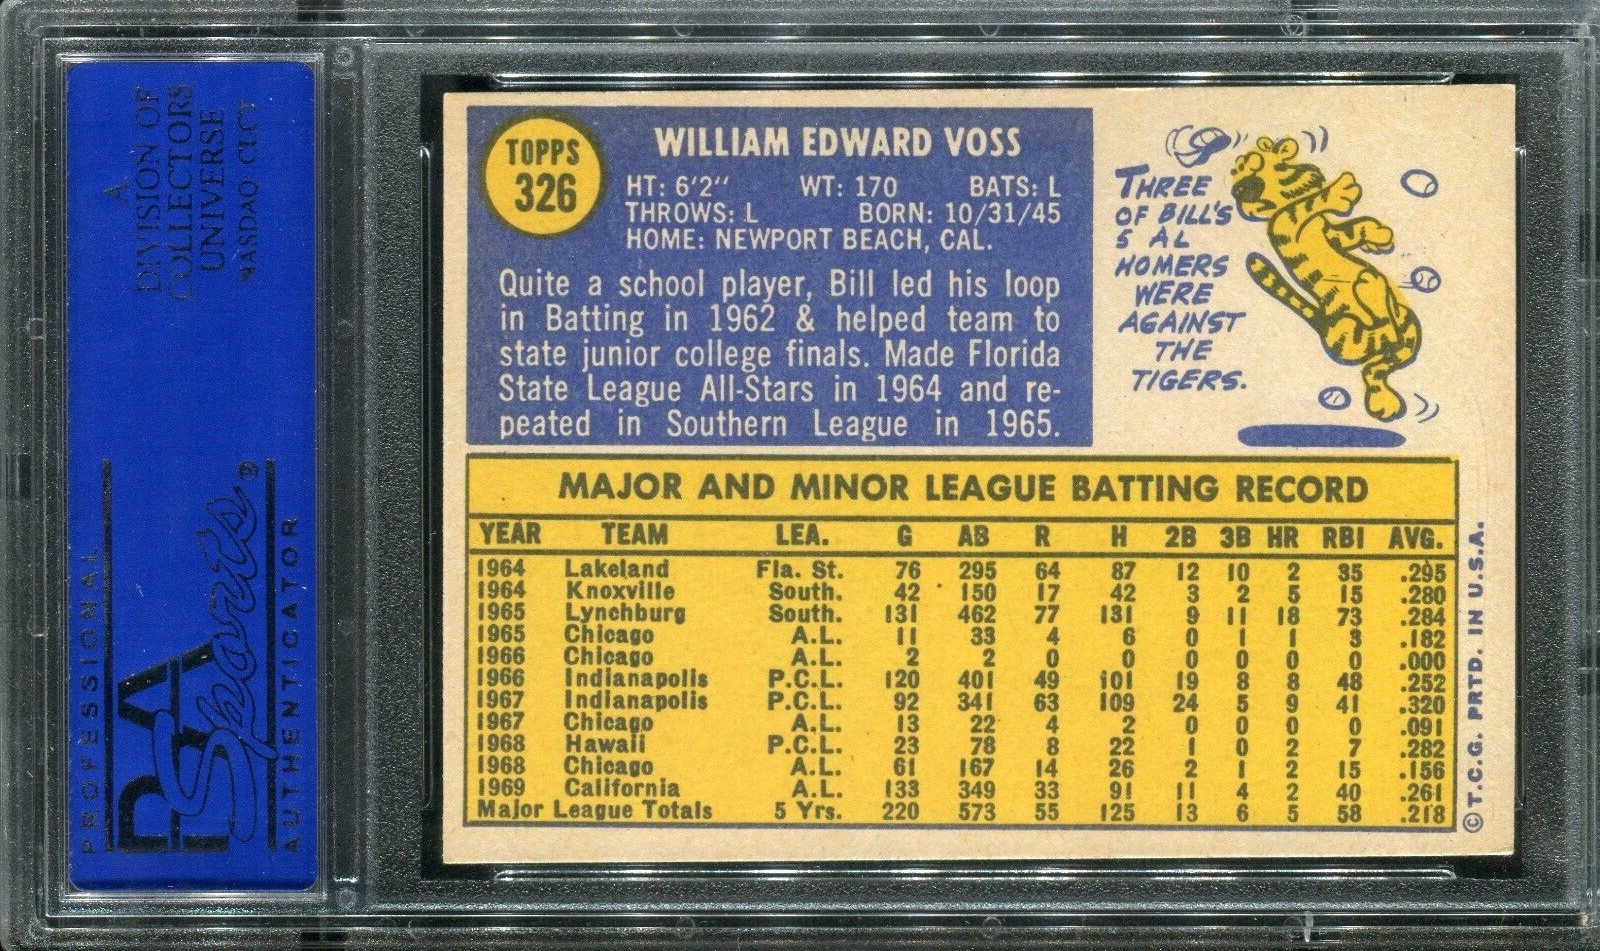 A
DIVISION OF
COLLECTORS
UNIVERSE
NASDAQ CLCT
PROFESSIONAL
PSA
Sports®
AUTHENTICATOR
TOPPS
326
WILLIAM EDWARD VOSS
HT: 6'2" WT: 170 BATS: L
THROWS: L BORN: 10/31/45
HOME: NEWPORT BEACH, CAL.
Quite a school player, Bill led his loop
in Batting in 1962 & helped team to
state junior college finals. Made Florida
State League All-Stars in 1964 and re-
peated in Southern League in 1965.
THREE
OF BILL'S
5 AL
HOMERS
WERE
AGAINST
THE
TIGERS.
MAJOR AND MINOR LEAGUE BATTING RECORD
YEAR TEAM LEA. G AB R H 2B 3B HR RBI AVG.
1964 Lakeland Fla. St. 76 295 64 87 12 10 2 35 .295
1964 Knoxville South. 42 150 17 42 3 2 5 15 .280
1965 Lynchburg South. 131 462 77 131 9 11 18 73 .284
1965 Chicago A.L. 11 33 4 6 0 1 1 3 .182
1966 Chicago A.L. 2 2 0 0 0 0 0 0 .000
1966 Indianapolis P.C.L. 120 401 49 101 19 8 8 48 .252
1967 Indianapolis P.C.L. 92 341 63 109 24 5 9 41 .320
1967 Chicago A.L. 13 22 4 2 0 0 0 0 .091
1968 Hawaii P.C.L. 23 78 8 22 1 0 2 7 .282
1968 Chicago A.L. 61 167 14 26 2 1 2 15 .156
1969 California A.L. 133 349 33 91 11 4 2 40 .261
Major League Totals 5 Yrs. 220 573 55 125 13 6 5 58 .218
© T.C.G. PRTD. IN U.S.A.